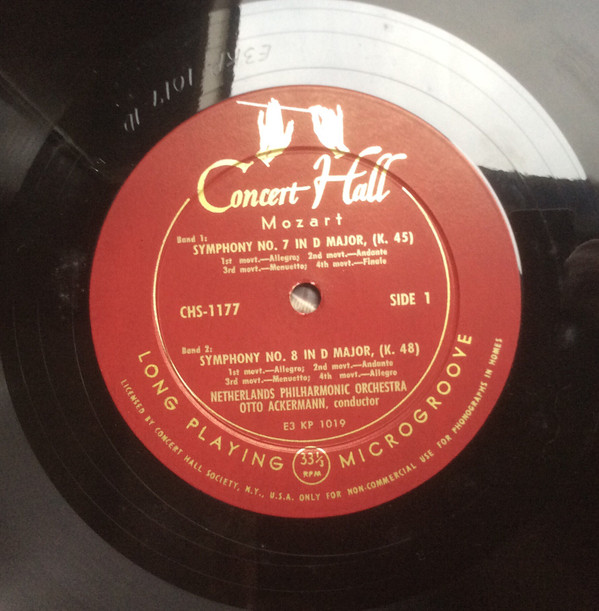 Concert Hall
Mozart
Band 1:
SYMPHONY NO. 7 IN D MAJOR, (K. 45)
1st movt.—Allegro; 2nd movt.—Andante
3rd movt.—Menuetto; 4th movt.—Finale
CHS-1177 SIDE 1
Band 2:
SYMPHONY NO. 8 IN D MAJOR, (K. 48)
1st movt.—Allegro; 2nd movt.—Andante
3rd movt.—Menuetto; 4th movt.—Allegro
NETHERLANDS PHILHARMONIC ORCHESTRA
OTTO ACKERMANN, conductor
E3 KP 1019
LONG PLAYING 33⅓ RPM MICROGROOVE
LICENSED BY CONCERT HALL SOCIETY, N.Y., U.S.A. ONLY FOR NON-COMMERCIAL USE FOR PHONOGRAPHS IN HOMES